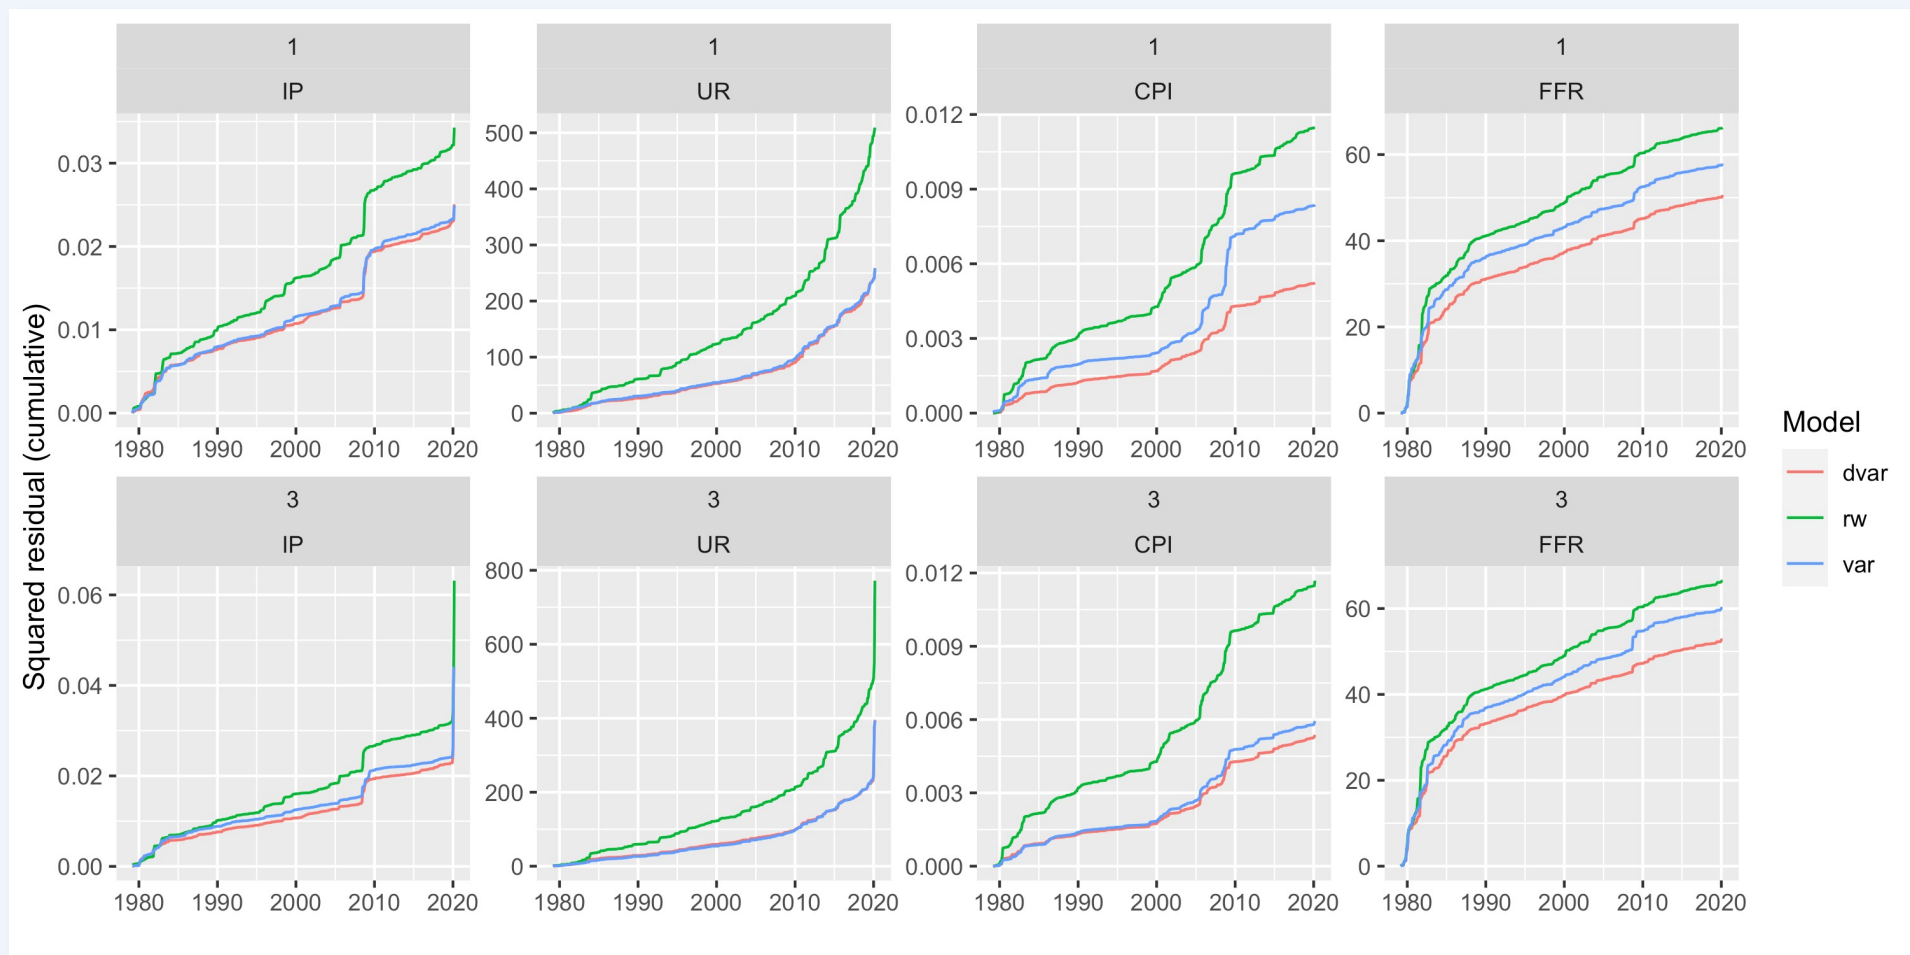 Squared residual (cumulative)
1
IP
0.03
0.02
0.01
0.00
1980 1990 2000 2010 2020
1
UR
500
400
300
200
100
0
1980 1990 2000 2010 2020
1
CPI
0.012
0.009
0.006
0.003
0.000
1980 1990 2000 2010 2020
1
FFR
60
40
20
0
1980 1990 2000 2010 2020
3
IP
0.06
0.04
0.02
0.00
1980 1990 2000 2010 2020
3
UR
800
600
400
200
0
1980 1990 2000 2010 2020
3
CPI
0.012
0.009
0.006
0.003
0.000
1980 1990 2000 2010 2020
3
FFR
60
40
20
0
1980 1990 2000 2010 2020
Model
dvar
rw
var